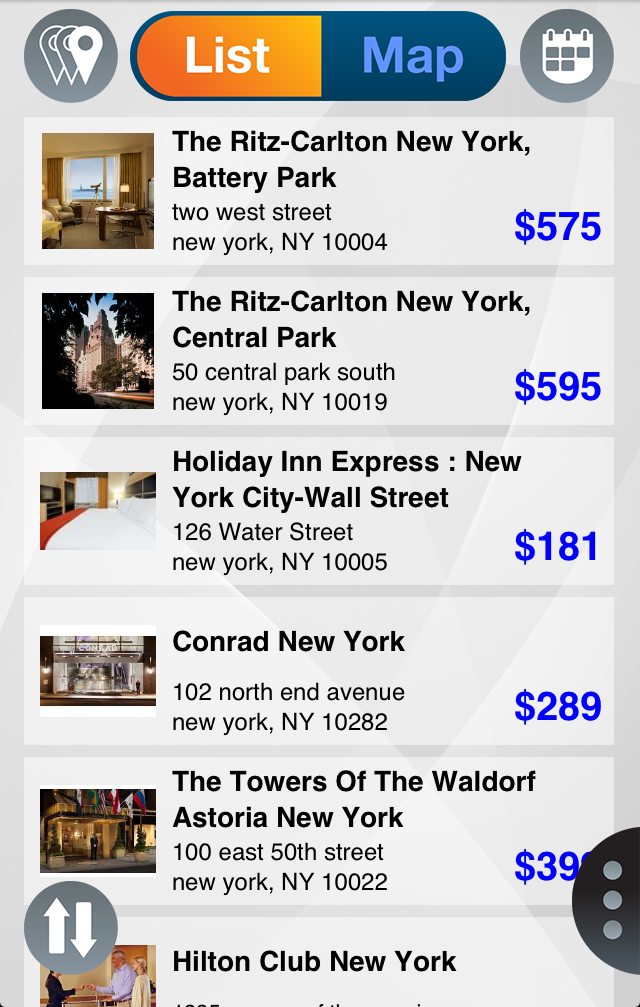 List Map
The Ritz-Carlton New York,
Battery Park
two west street
new york, NY 10004
$575
The Ritz-Carlton New York,
Central Park
50 central park south
new york, NY 10019
$595
Holiday Inn Express : New
York City-Wall Street
126 Water Street
new york, NY 10005
$181
CONRAD
Conrad New York
102 north end avenue
new york, NY 10282
$289
The Towers Of The Waldorf
Astoria New York
100 east 50th street
new york, NY 10022
Hilton Club New York